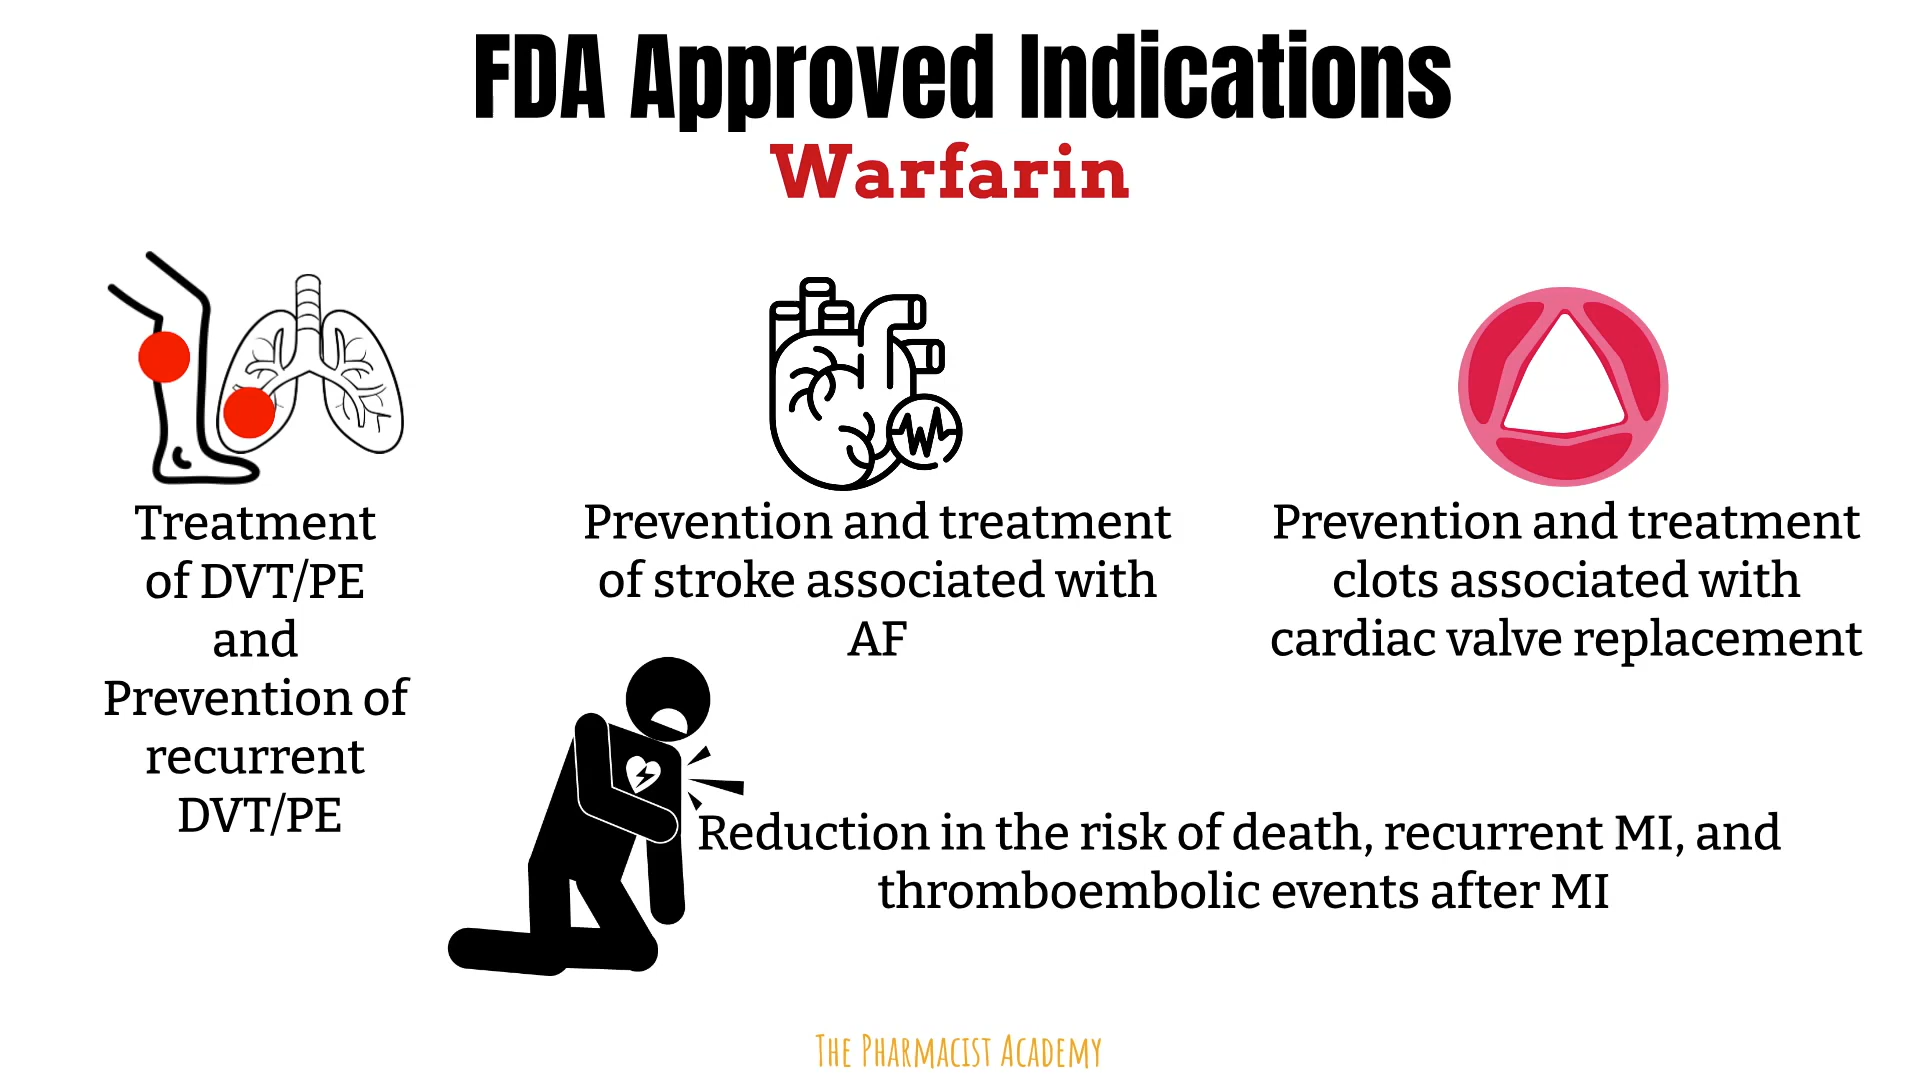 FDA Approved Indications
Warfarin
Treatment
of DVT/PE
and
Prevention of
recurrent
DVT/PE
Prevention and treatment
of stroke associated with
AF
Prevention and treatment
clots associated with
cardiac valve replacement
Reduction in the risk of death, recurrent MI, and
thromboembolic events after MI
The Pharmacist Academy